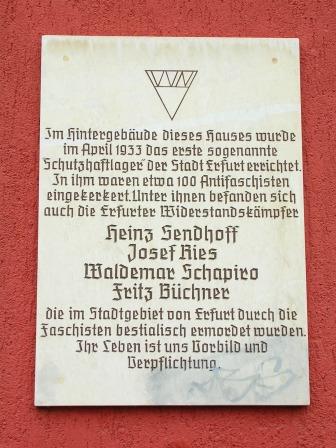 VVN
Im Hintergebäude dieses Hauses wurde
im April 1933 das erste sogenannte
Schutzhaftlager der Stadt Erfurt errichtet.
In ihm waren etwa 100 Antifaschisten
eingekerkert. Unter ihnen befanden sich
auch die Erfurter Widerstandskämpfer
Heinz Sendhoff
Josef Ries
Waldemar Schapiro
Fritz Büchner
die im Stadtgebiet von Erfurt durch die
Faschisten bestialisch ermordet wurden.
Ihr Leben ist uns Vorbild und
Verpflichtung.